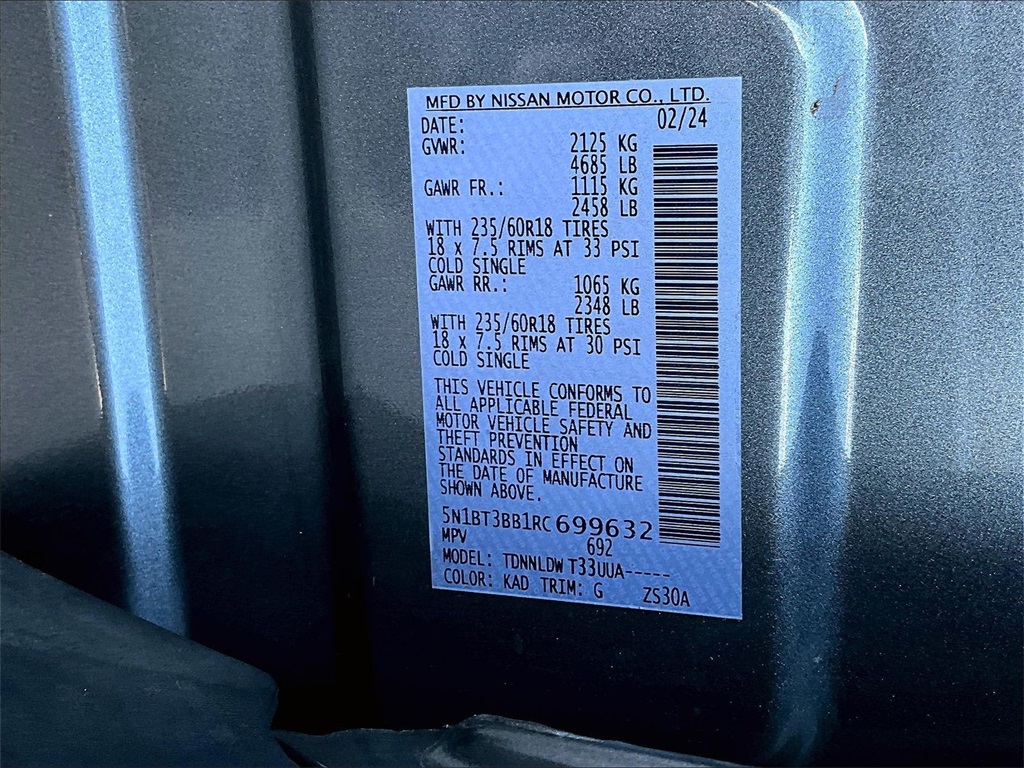 MFD BY NISSAN MOTOR CO., LTD.
DATE: 02/24
GVWR: 2125 KG
4685 LB
GAWR FR.: 1115 KG
2458 LB
WITH 235/60R18 TIRES
18 x 7.5 RIMS AT 33 PSI
COLD SINGLE
GAWR RR.: 1065 KG
2348 LB
WITH 235/60R18 TIRES
18 x 7.5 RIMS AT 30 PSI
COLD SINGLE
THIS VEHICLE CONFORMS TO
ALL APPLICABLE FEDERAL
MOTOR VEHICLE SAFETY AND
THEFT PREVENTION
STANDARDS IN EFFECT ON
THE DATE OF MANUFACTURE
SHOWN ABOVE.
5N1BT3BB1RC699632
MPV 692
MODEL: TDNNLDW T33UUA-----
COLOR: KAD TRIM: G ZS30A